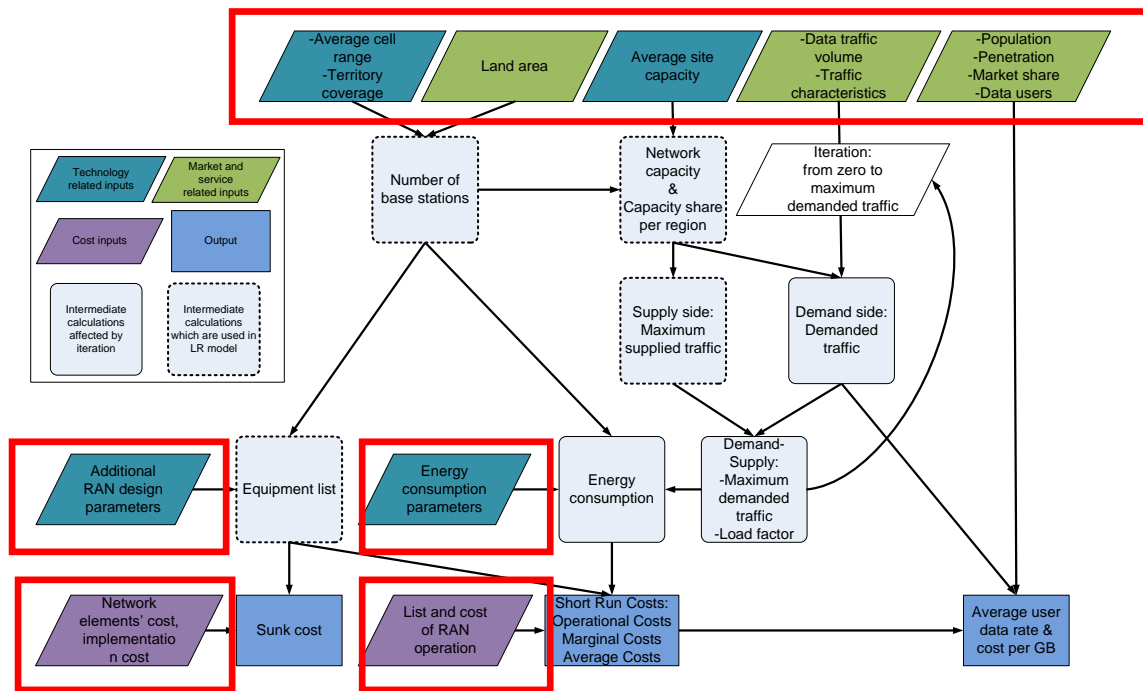 -Average cell
range
-Territory
coverage
Land area
Average site
capacity
-Data traffic
volume
-Traffic
characteristics
-Population
-Penetration
-Market share
-Data users
Technology
related inputs
Market and
service
related inputs
Cost inputs
Output
Intermediate
calculations
affected by
iteration
Intermediate
calculations
which are used in
LR model
Number of
base stations
Network
capacity
&
Capacity share
per region
Iteration:
from zero to
maximum
demanded traffic
Supply side:
Maximum
supplied traffic
Demand side:
Demanded
traffic
Additional
RAN design
parameters
Equipment list
Energy
consumption
parameters
Energy
consumption
Demand-
Supply:
-Maximum
demanded
traffic
-Load factor
Network
elements' cost,
implementatio
n cost
Sunk cost
List and cost
of RAN
operation
Short Run Costs:
Operational Costs
Marginal Costs
Average Costs
Average user
data rate &
cost per GB